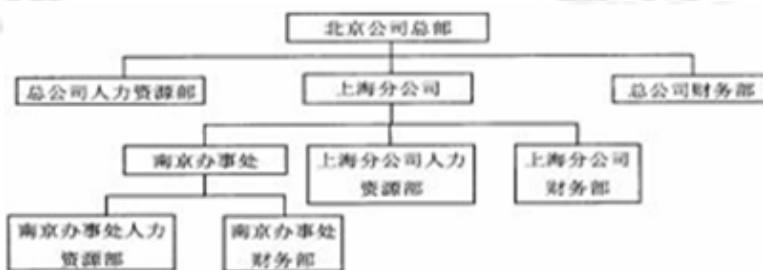 北京公司总部
总公司人力资源部
上海分公司
总公司财务部
南京办事处
上海分公司人力
资源部
上海分公司
财务部
南京办事处人力
资源部
南京办事处
财务部